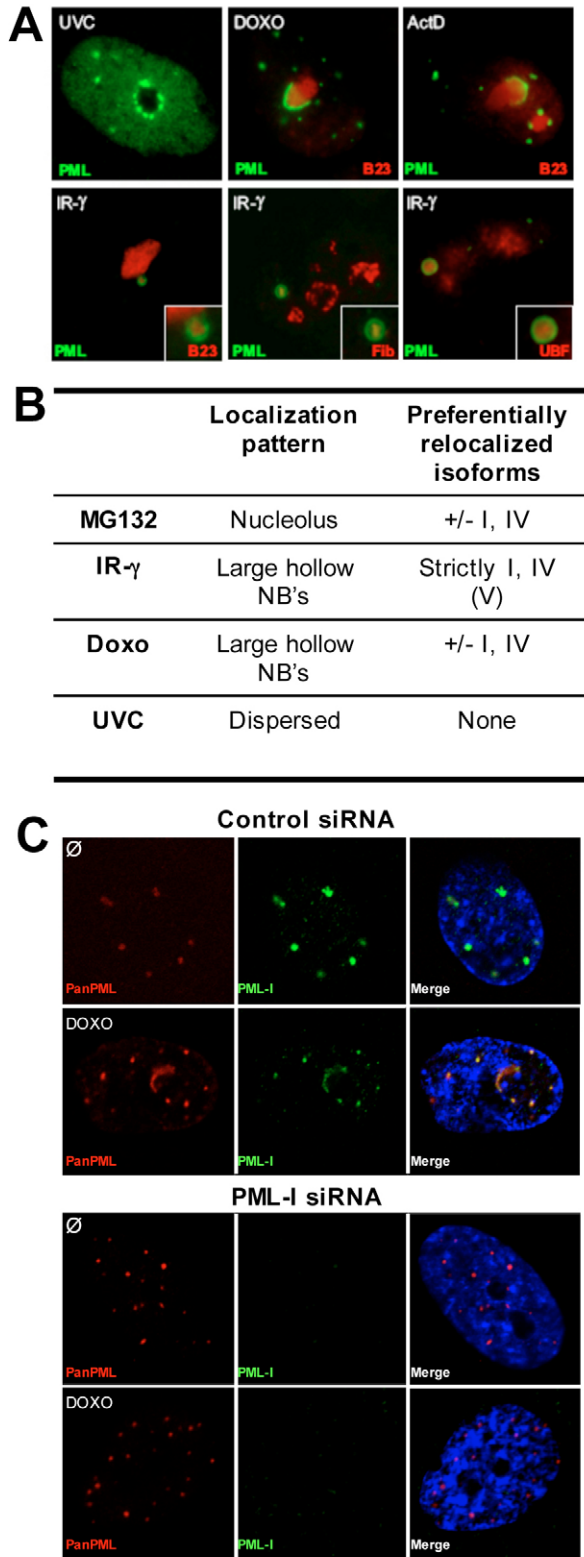 A
UVC
DOXO
ActD
PML
PML B23
PML B23
IR-γ
IR-γ
IR-γ
PML B23
PML Fib
PML UBF
B
Localization pattern
Preferentially relocalized isoforms
MG132 Nucleolus +/- I, IV
IR-γ Large hollow NB's Strictly I, IV (V)
Doxo Large hollow NB's +/- I, IV
UVC Dispersed None
C
Control siRNA
Ø
PanPML PML-I Merge
DOXO
PanPML PML-I Merge
PML-I siRNA
Ø
PanPML PML-I Merge
DOXO
PanPML PML-I Merge